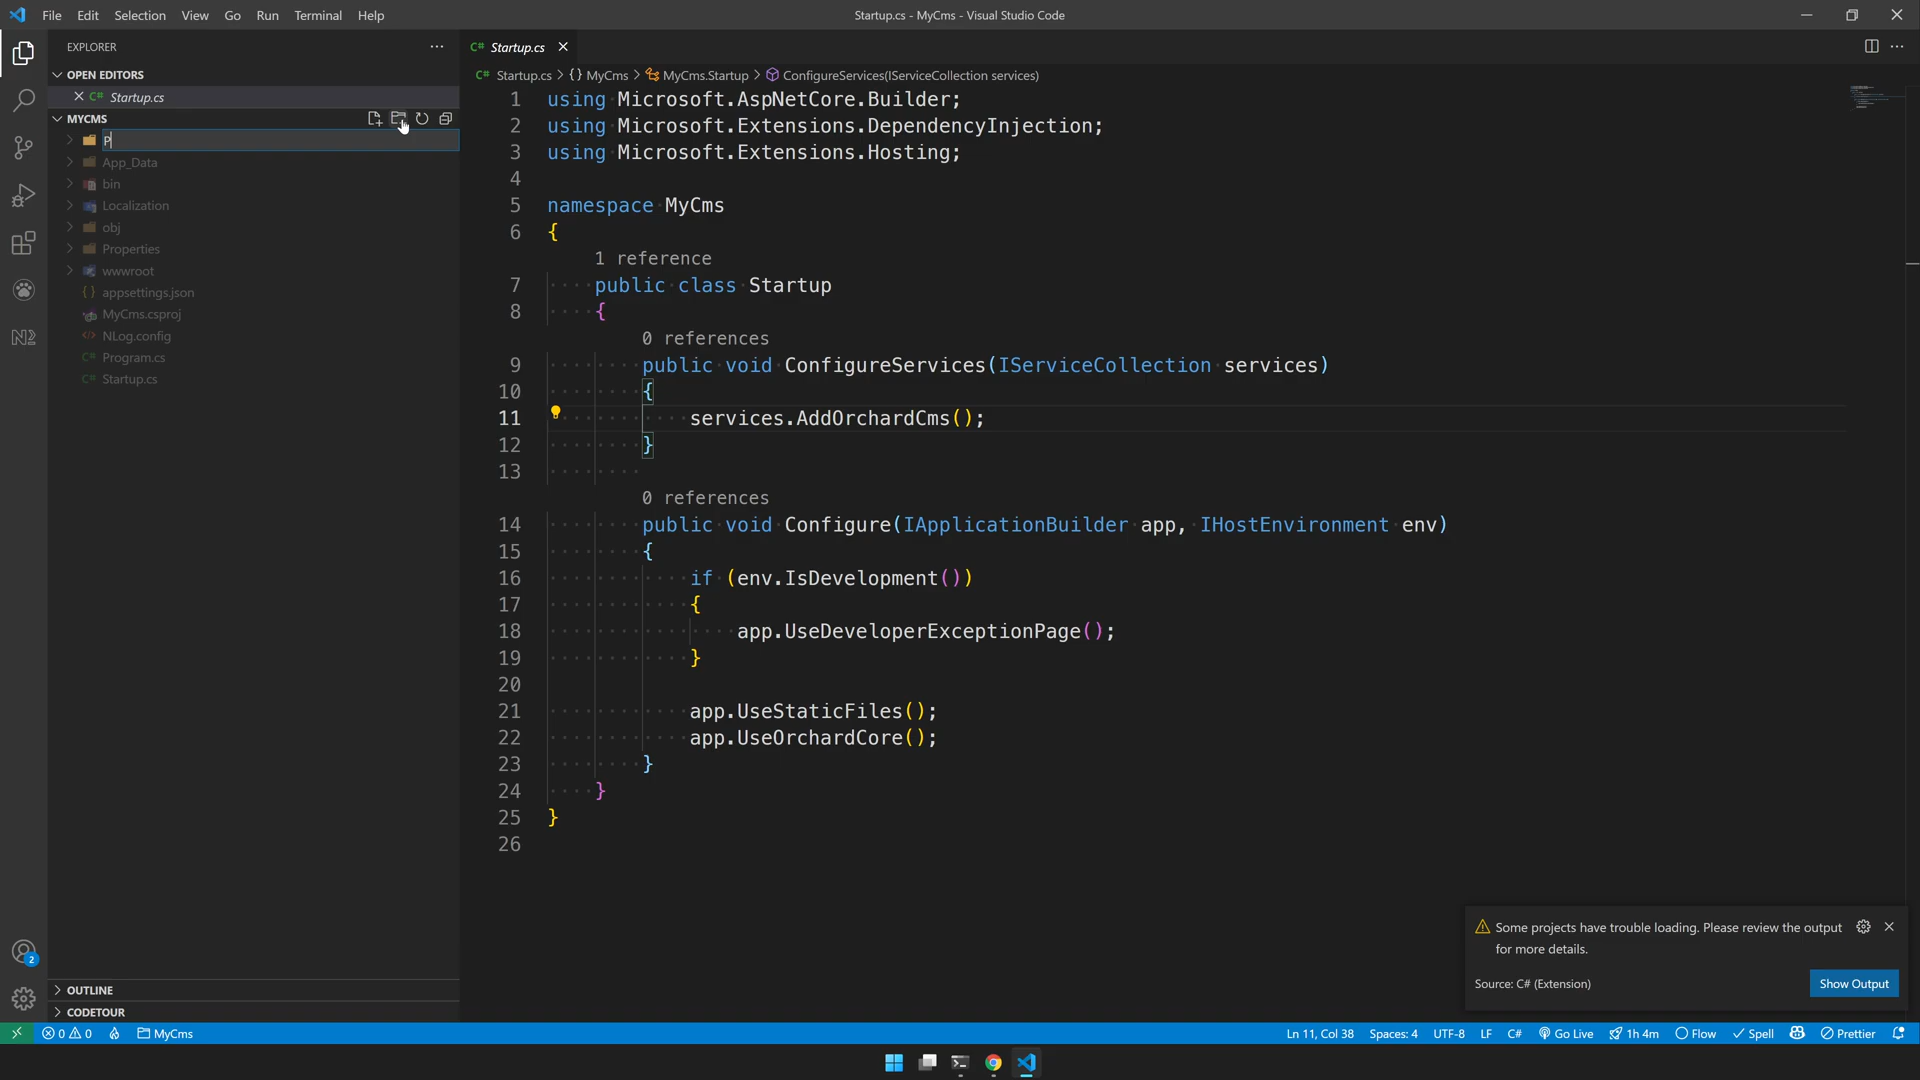 File Edit Selection View Go Run Terminal Help
Startup.cs - MyCms - Visual Studio Code
EXPLORER
OPEN EDITORS
C# Startup.cs
MYCMS
P
App_Data
bin
Localization
obj
Properties
wwwroot
{ } appsettings.json
MyCms.csproj
NLog.config
C# Program.cs
C# Startup.cs
OUTLINE
CODETOUR
C# Startup.cs
C# Startup.cs > {} MyCms > MyCms.Startup > ConfigureServices(IServiceCollection services)
1 using Microsoft.AspNetCore.Builder;
2 using Microsoft.Extensions.DependencyInjection;
3 using Microsoft.Extensions.Hosting;
4
5 namespace MyCms
6 {
1 reference
7 public class Startup
8 {
0 references
9 public void ConfigureServices(IServiceCollection services)
10 {
11 services.AddOrchardCms();
12 }
13
0 references
14 public void Configure(IApplicationBuilder app, IHostEnvironment env)
15 {
16 if (env.IsDevelopment())
17 {
18 app.UseDeveloperExceptionPage();
19 }
20
21 app.UseStaticFiles();
22 app.UseOrchardCore();
23 }
24 }
25 }
26
Some projects have trouble loading. Please review the output
for more details.
Source: C# (Extension)
Show Output
2
0 0 MyCms
Ln 11, Col 38 Spaces: 4 UTF-8 LF C# Go Live 1h 4m Flow Spell Prettier